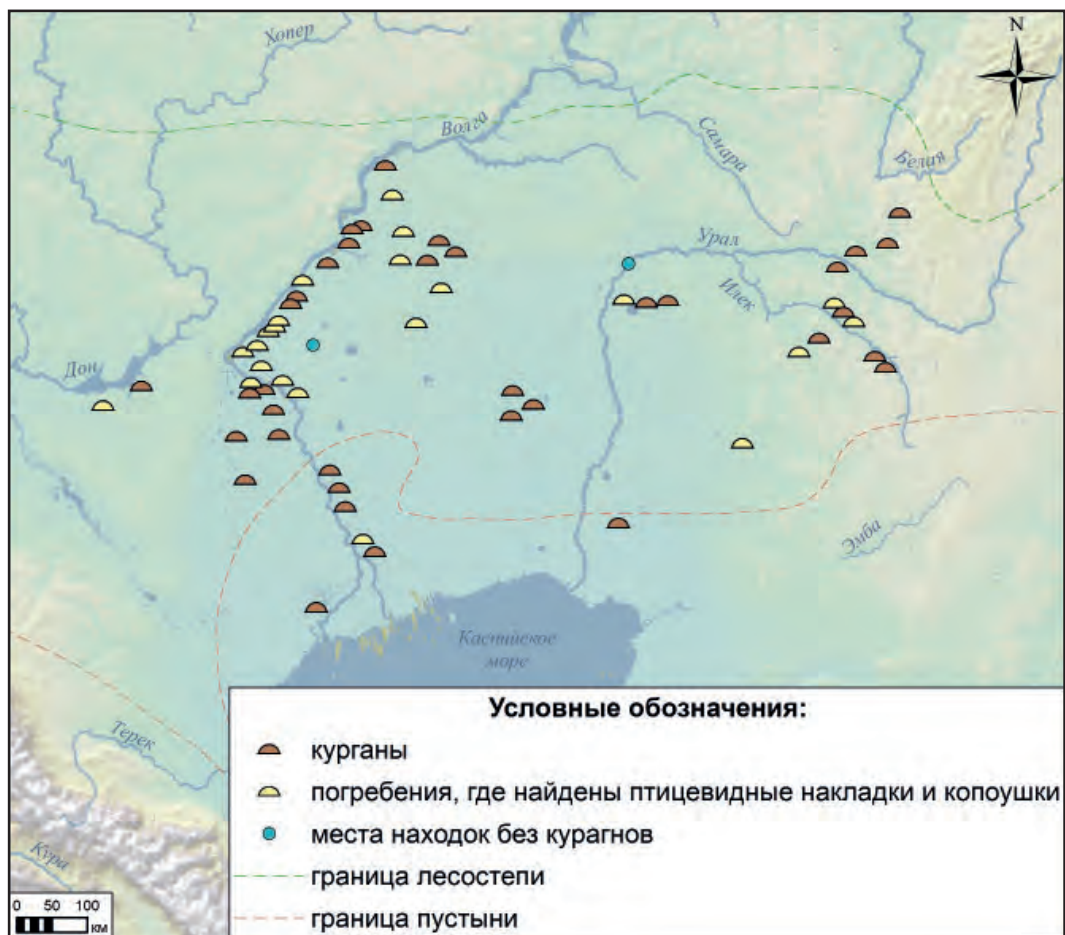 N
Хопер
Волга
Самара
Белая
Урал
Илек
Дон
Эмба
Каспийское
море
Терек
Кура
0 50 100
км
Условные обозначения:
курганы
погребения, где найдены птицевидные накладки и копоушки
места находок без курагнов
граница лесостепи
граница пустыни